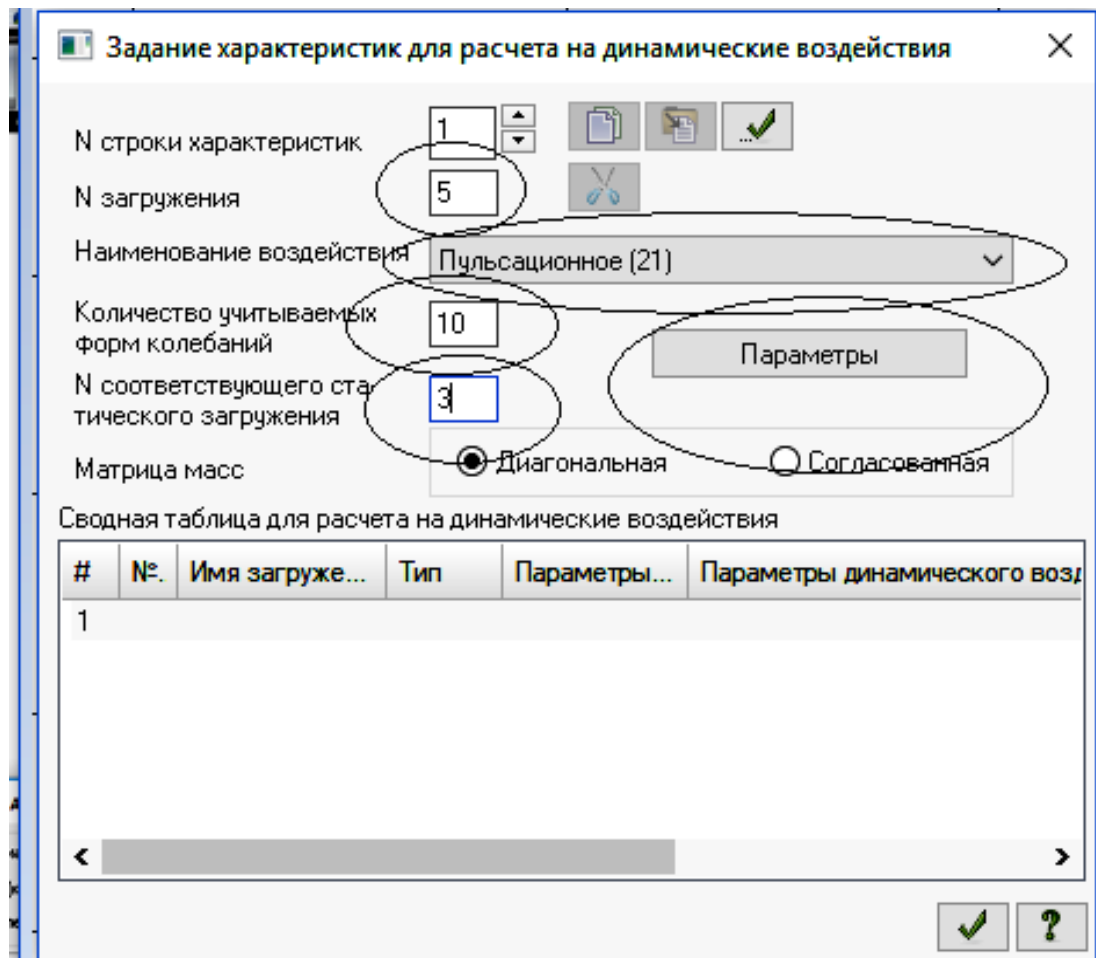 Задание характеристик для расчета на динамические воздействия
N строки характеристик
1
N загружения
5
Наименование воздействия
Пульсационное (21)
Количество учитываемых
форм колебаний
10
Параметры
N соответствующего ста-
тического загружения
3
Матрица масс
Диагональная
Согласованная
Сводная таблица для расчета на динамические воздействия
# №. Имя загруже... Тип Параметры... Параметры динамического
1